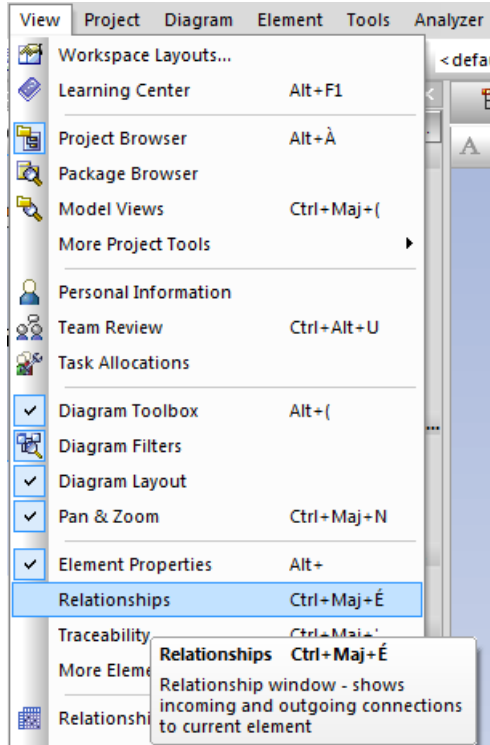 View Project Diagram Element Tools Analyzer
Workspace Layouts...
Learning Center Alt+F1
Project Browser Alt+À
Package Browser
Model Views Ctrl+Maj+(
More Project Tools
Personal Information
Team Review Ctrl+Alt+U
Task Allocations
Diagram Toolbox Alt+(
Diagram Filters
Diagram Layout
Pan & Zoom Ctrl+Maj+N
Element Properties Alt+
Relationships Ctrl+Maj+É
Traceability
More
Relationships Ctrl+Maj+É
Relationship window - shows
incoming and outgoing connections
to current element